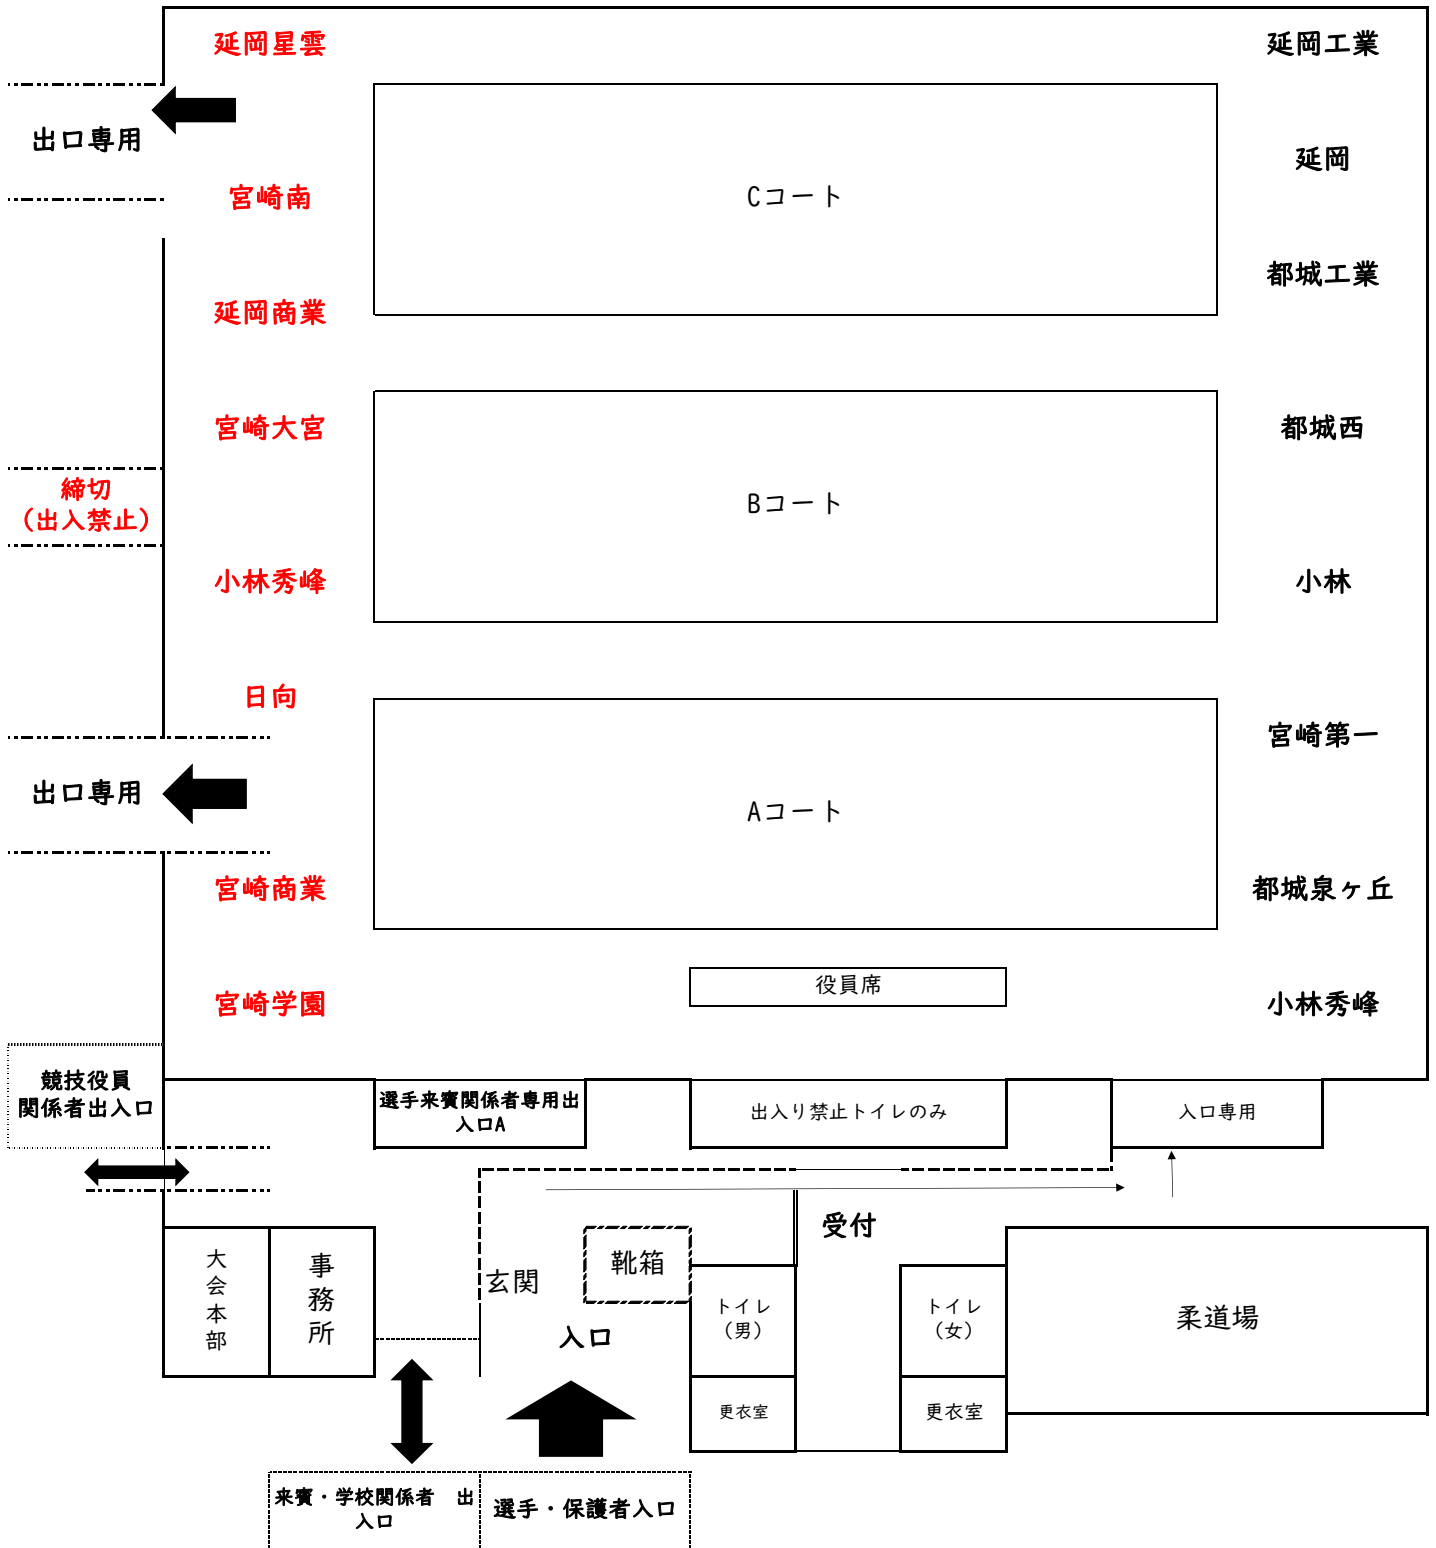 延岡星雲
延岡工業
出口専用
延岡
宮崎南
Cコート
都城工業
延岡商業
宮崎大宮
都城西
締切
（出入禁止）
Bコート
小林秀峰
小林
日向
宮崎第一
出口専用
Aコート
宮崎商業
都城泉ヶ丘
役員席
宮崎学園
小林秀峰
競技役員
関係者出入口
選手来賓関係者専用出
入口A
出入り禁止トイレのみ
入口専用
受付
大会本部
事務所
玄関
靴箱
入口
トイレ
（男）
トイレ
（女）
柔道場
更衣室
更衣室
来賓・学校関係者　出
入口
選手・保護者入口